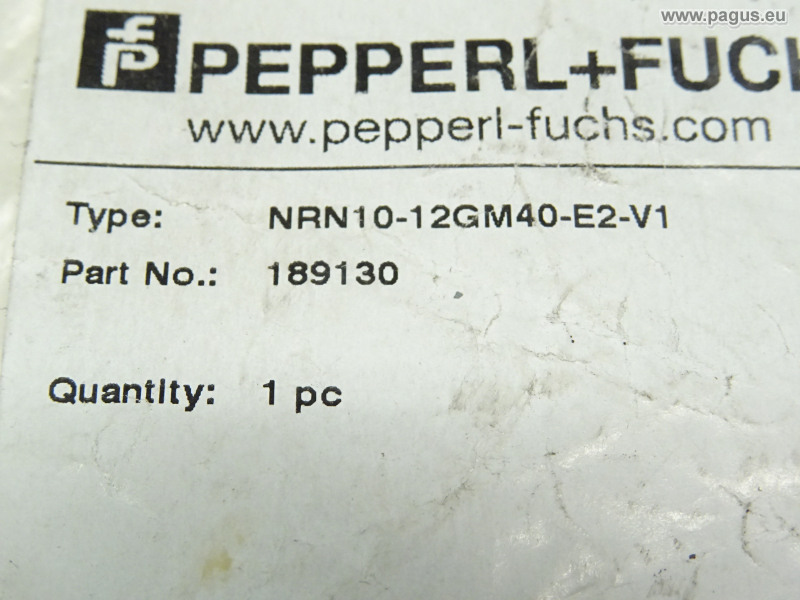 www.pagus.eu
PEPPERL+FUCH
www.pepperl-fuchs.com
Type: NRN10-12GM40-E2-V1
Part No.: 189130
Quantity: 1 pc